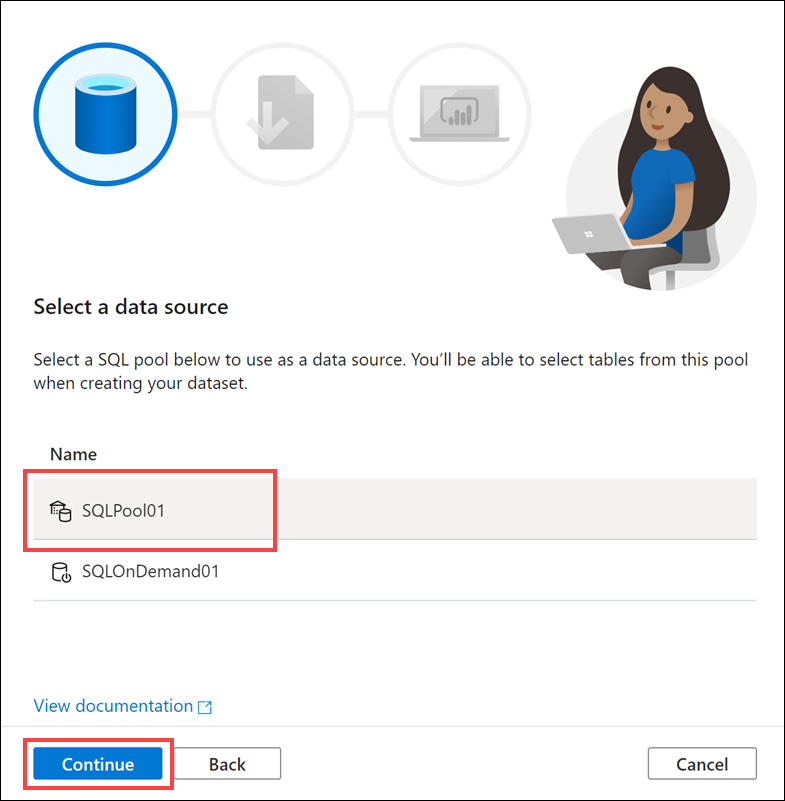 Select a data source
Select a SQL pool below to use as a data source. You’ll be able to select tables from this pool
when creating your dataset.
Name
SQLPool01
SQLOnDemand01
View documentation
Continue
Back
Cancel